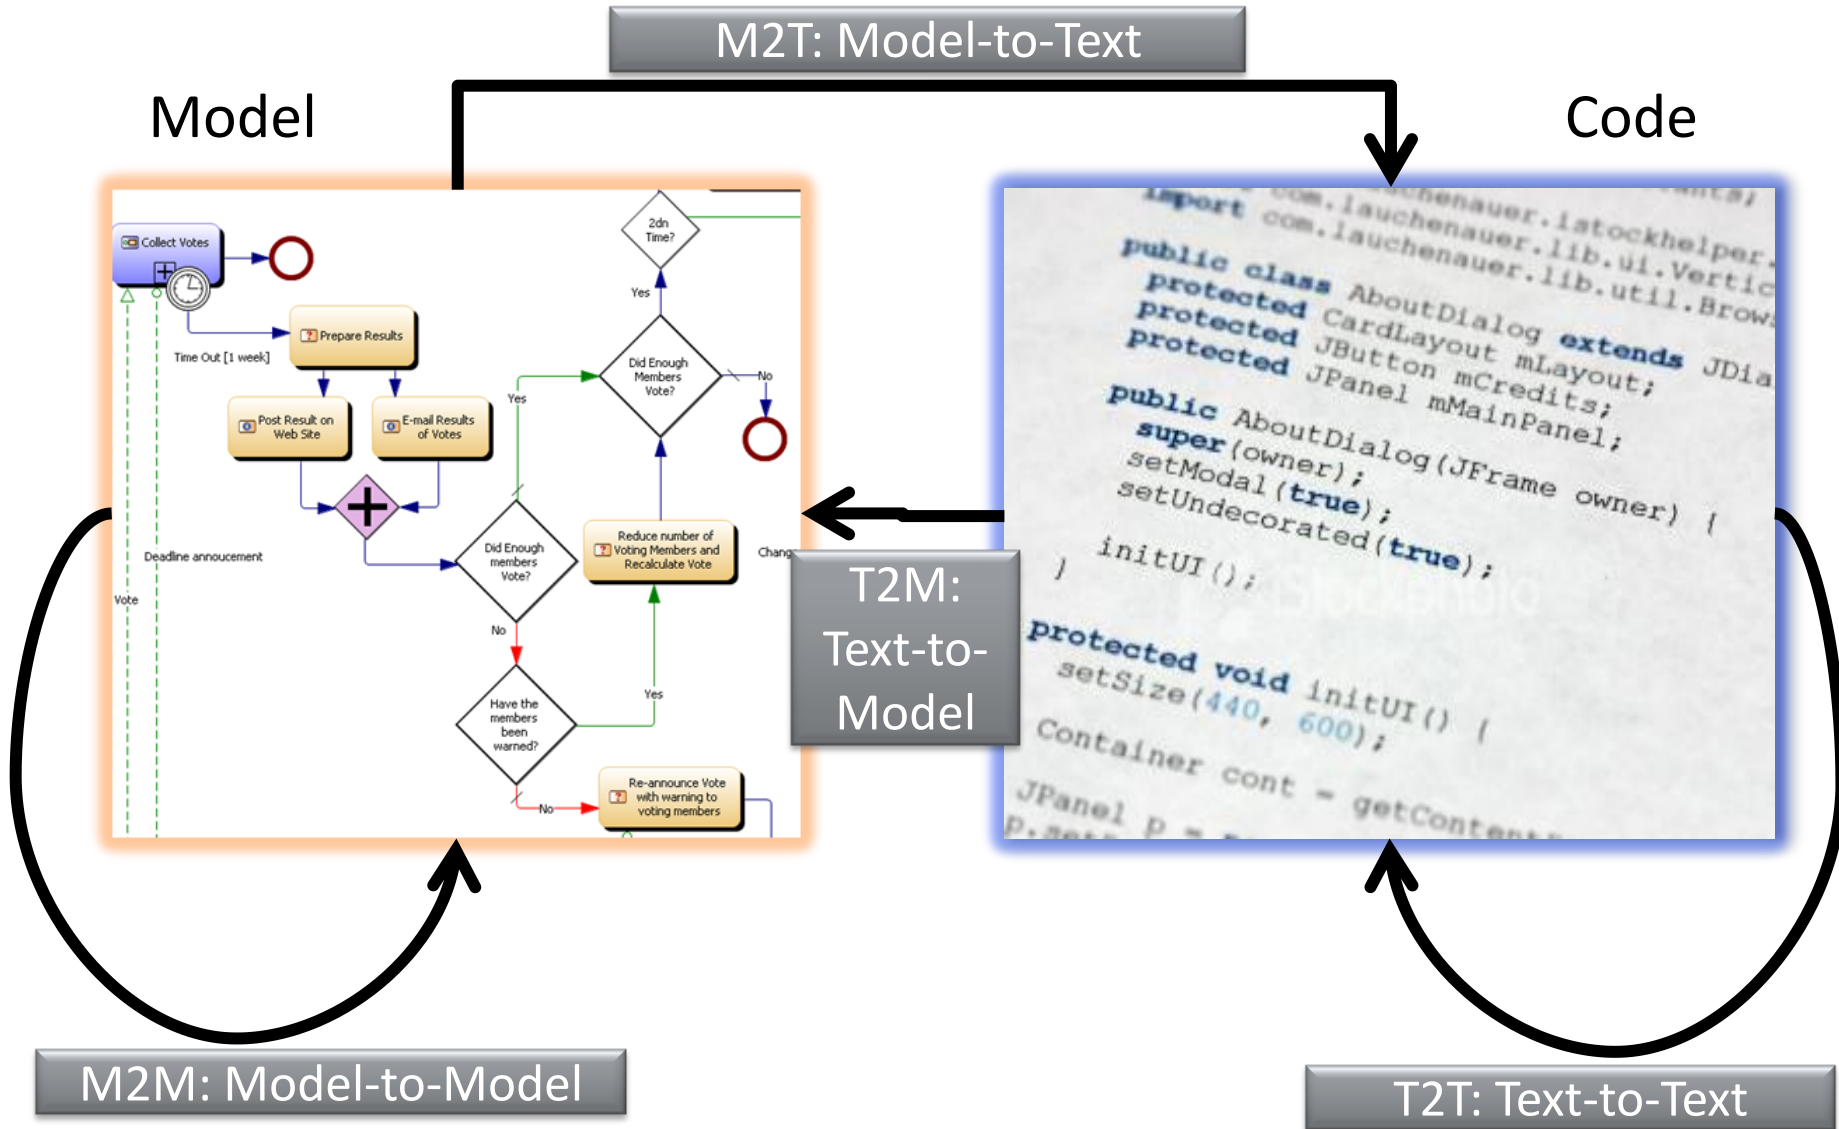 M2T: Model-to-Text
Model
Code
2dn
Time?
Collect Votes
Yes
Prepare Results
Time Out [1 week]
Did Enough
Members
Vote?
No
Yes
Post Result on
Web Site
E-mail Results
of Votes
Did Enough
members
Vote?
Reduce number of
Voting Members and
Recalculate Vote
Deadline annoucement
Vote
No
Have the
members
been
warned?
Yes
No
Re-announce Vote
with warning to
voting members
T2M:
Text-to-
Model
com.lauchenauer.istockhelper.
import com.lauchenauer.lib.ui.Vertic
com.lauchenauer.lib.util.Brows
public class AboutDialog extends JDia
protected CardLayout mLayout;
protected JButton mCredits;
protected JPanel mMainPanel;
public AboutDialog(JFrame owner) {
super(owner);
setModal(true);
setUndecorated(true);
initUI();
}
protected void initUI() {
setSize(440, 600);
Container cont = getContent
JPanel p =
M2M: Model-to-Model
T2T: Text-to-Text